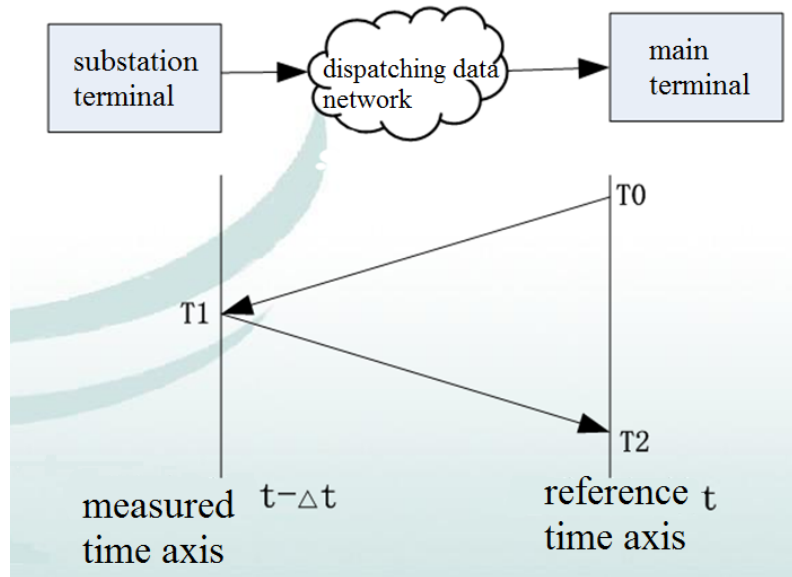 substation
terminal
dispatching data
network
main
terminal
T0
T1
T2
measured
time axis
t-△t
reference
time axis
t